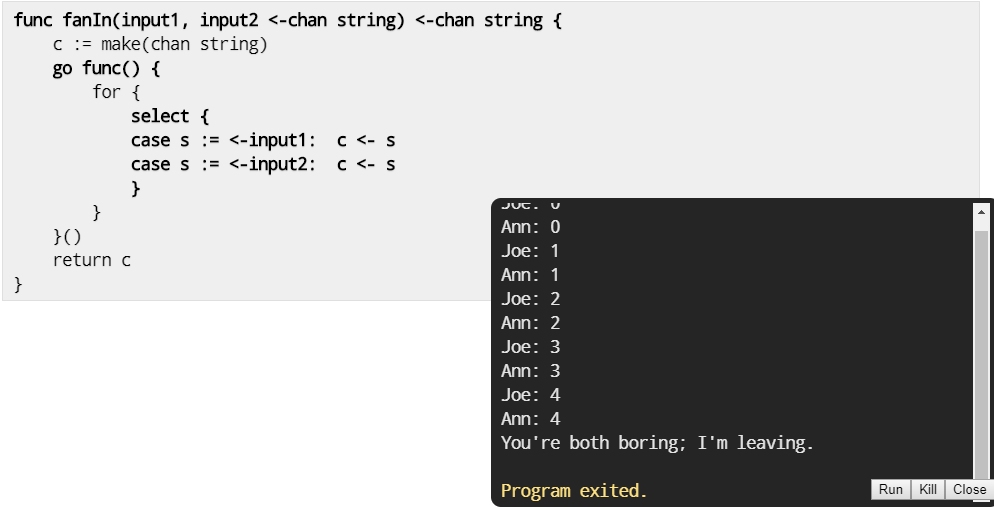 func fanIn(input1, input2 <-chan string) <-chan string {
    c := make(chan string)
    go func() {
        for {
            select {
            case s := <-input1:  c <- s
            case s := <-input2:  c <- s
            }
        }
    }()
    return c
}
Joe: 0
Ann: 0
Joe: 1
Ann: 1
Joe: 2
Ann: 2
Joe: 3
Ann: 3
Joe: 4
Ann: 4
You're both boring; I'm leaving.
Program exited.
Run Kill Close